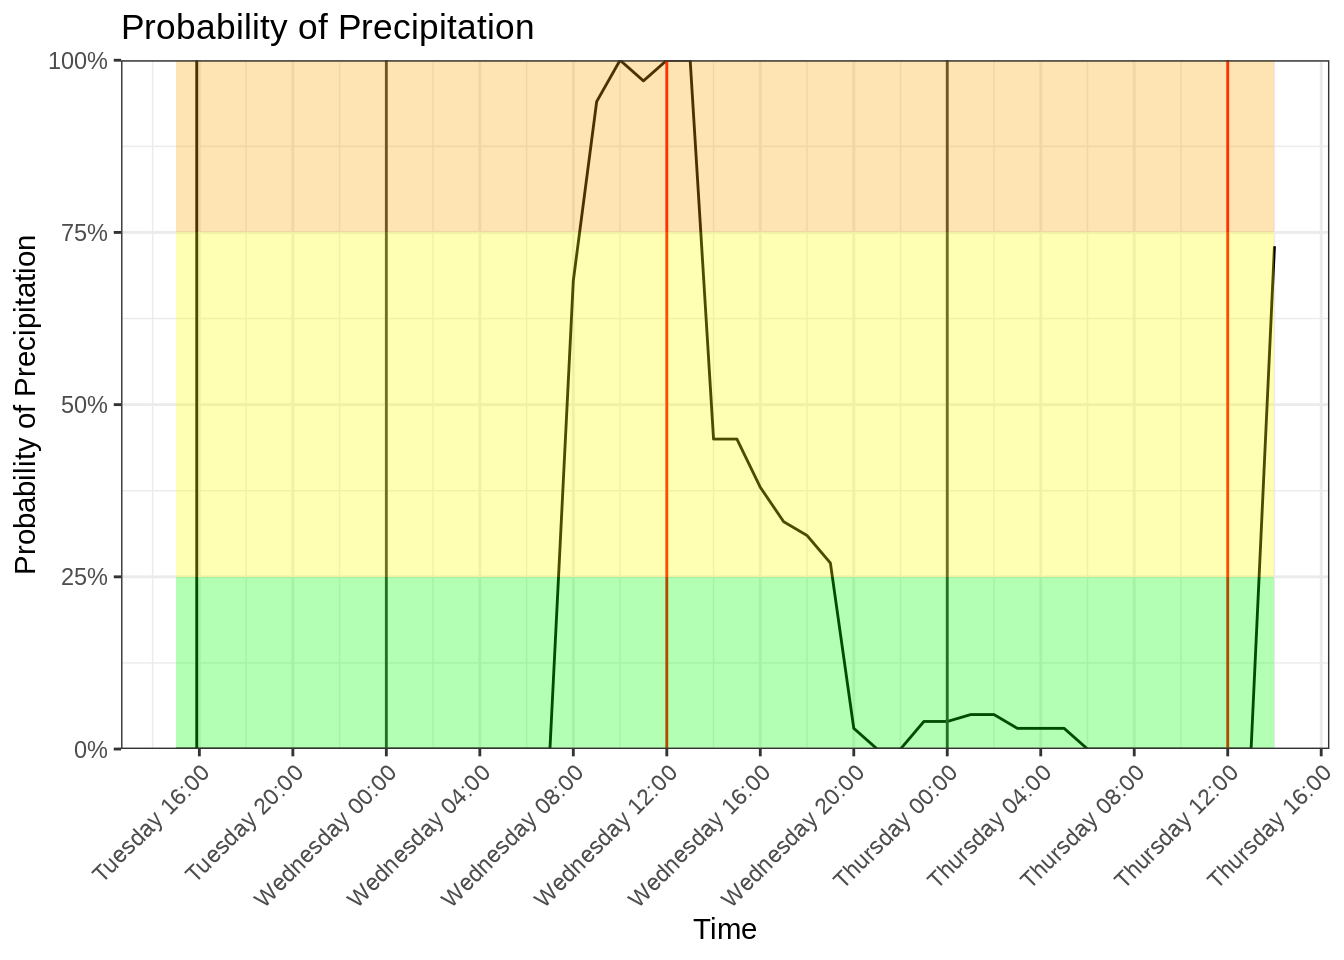 Probability of Precipitation
Probability of Precipitation
100%
75%
50%
25%
0%
Tuesday 16:00
Tuesday 20:00
Wednesday 00:00
Wednesday 04:00
Wednesday 08:00
Wednesday 12:00
Wednesday 16:00
Wednesday 20:00
Thursday 00:00
Thursday 04:00
Thursday 08:00
Thursday 12:00
Thursday 16:00
Time